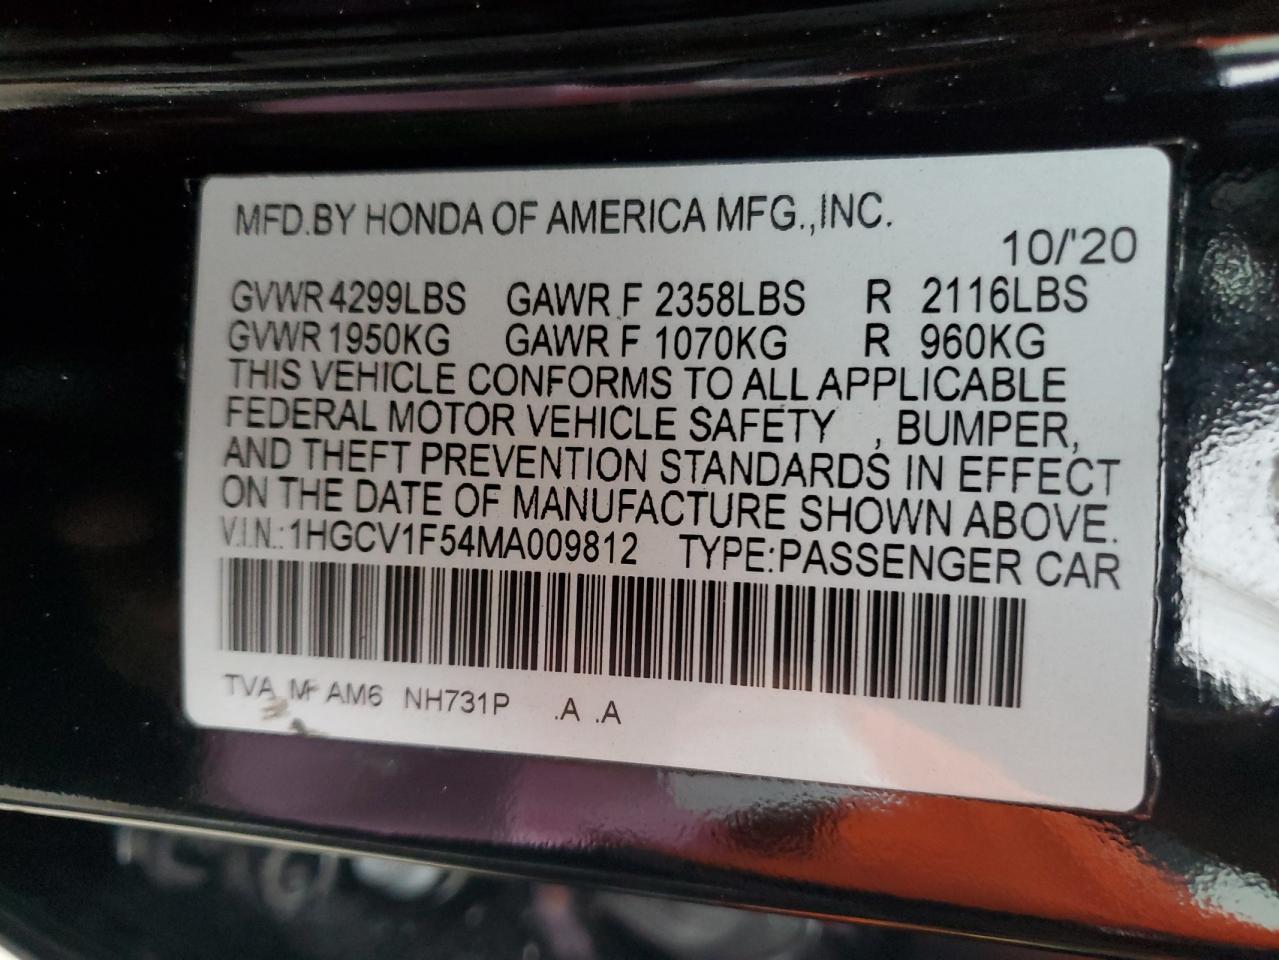 MFD.BY HONDA OF AMERICA MFG.,INC.
10/'20
GVWR 4299LBS GAWR F 2358LBS R 2116LBS
GVWR 1950KG GAWR F 1070KG R 960KG
THIS VEHICLE CONFORMS TO ALL APPLICABLE
FEDERAL MOTOR VEHICLE SAFETY , BUMPER,
AND THEFT PREVENTION STANDARDS IN EFFECT
ON THE DATE OF MANUFACTURE SHOWN ABOVE.
V.I.N.: 1HGCV1F54MA009812 TYPE:PASSENGER CAR
TVA AM6 NH731P .A .A